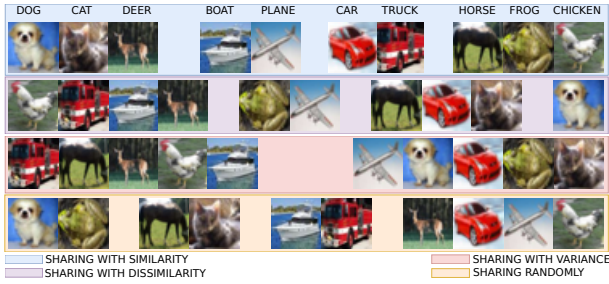 DOG CAT DEER BOAT PLANE CAR TRUCK HORSE FROG CHICKEN
SHARING WITH SIMILARITY
SHARING WITH DISSIMILARITY
SHARING WITH VARIANCE
SHARING RANDOMLY